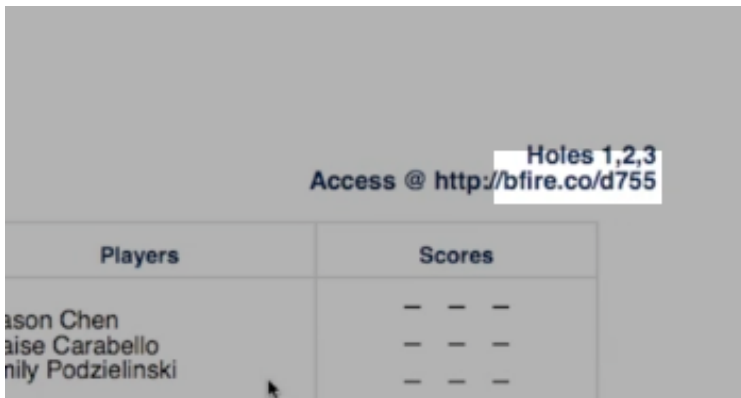 Holes 1,2,3
Access @ http://bfire.co/d755
Players
Scores
ason Chen
aise Carabello
mily Podzielinski
— — —
— — —
— — —